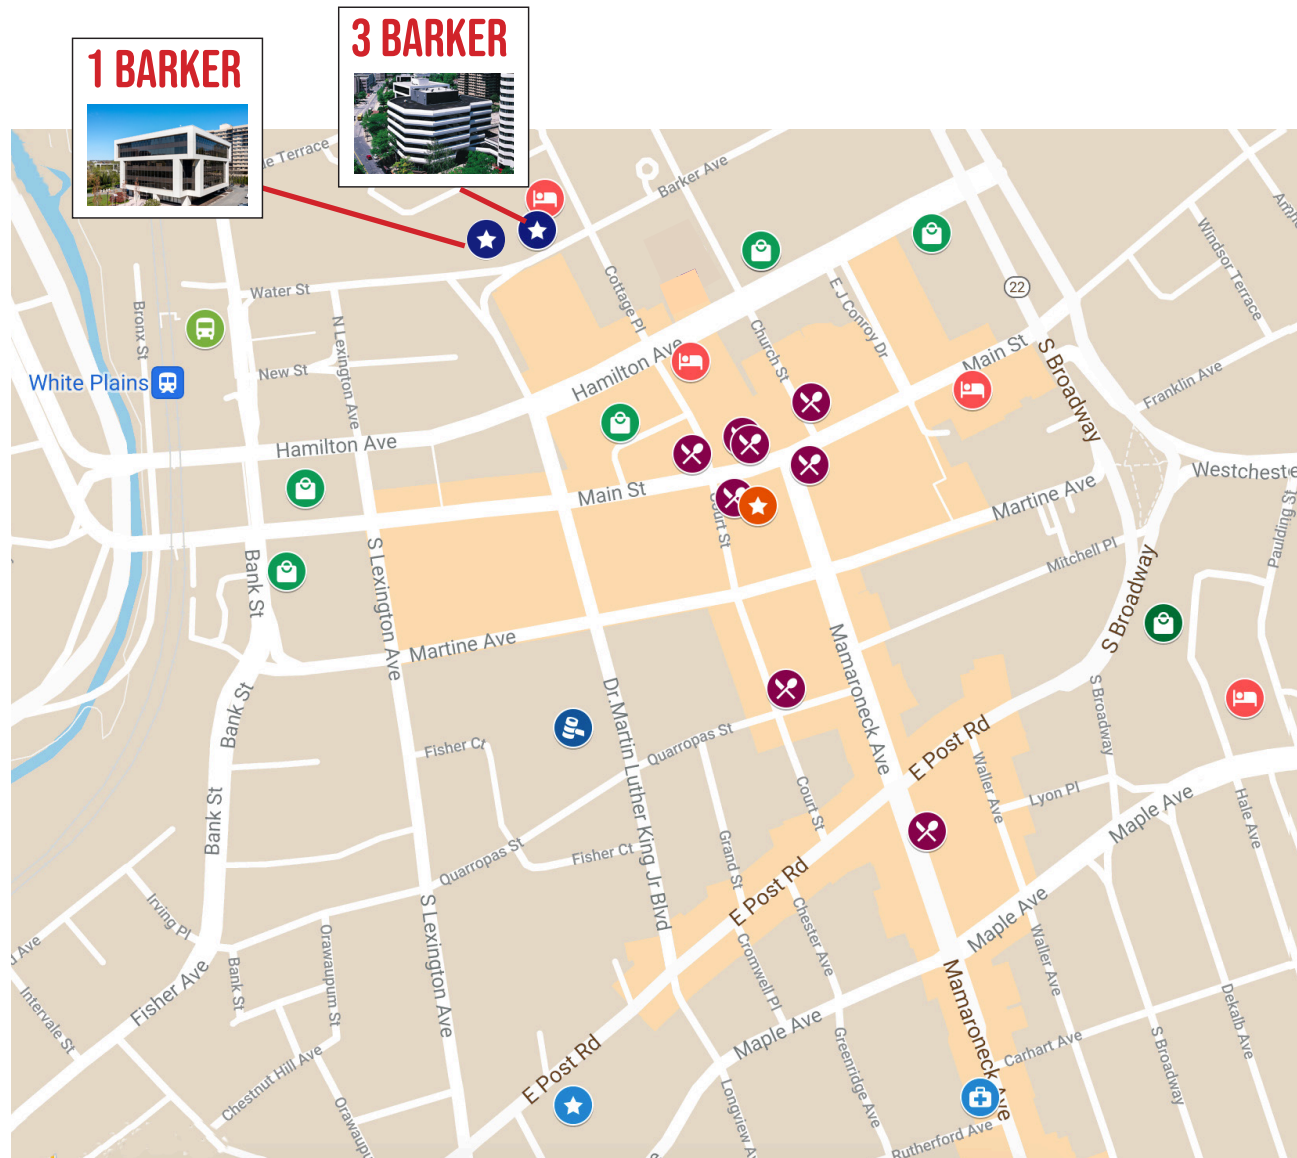 3 BARKER
1 BARKER
le Terrace
Barker Ave
Windsor Terrace
Cottage Pl
Water St
22
E J Conroy Dr
Bronx St
N Lexington Ave
Church St
Main St
S Broadway
Hamilton Ave
New St
White Plains
Franklin Ave
Hamilton Ave
Westcheste
Main St
Martine Ave
Paulding St
Court St
Mitchell Pl
Bank St
S Lexington Ave
S Broadway
Martine Ave
Mamaroneck Ave
Bank St
Dr. Martin Luther King Jr Blvd
S Broadway
Quarropas St
Fisher Ct
E Post Rd
Waller Ave
Lyon Pl
Maple Ave
Hale Ave
Court St
Bank St
Grand St
Fisher Ct
Quarropas St
E Post Rd
Irving Pl
S Lexington Ave
Chester Ave
Maple Ave
Waller Ave
Ave
Orawaupum St
Cromwell Pl
Bank St
Fisher Ave
Mamaroneck Ave
Dekalb Ave
Intervale St
Maple Ave
Greenridge Ave
Carhart Ave
S Broadway
E Post Rd
Chestnut Hill Ave
Orawaupu
Longview A
Rutherford Ave